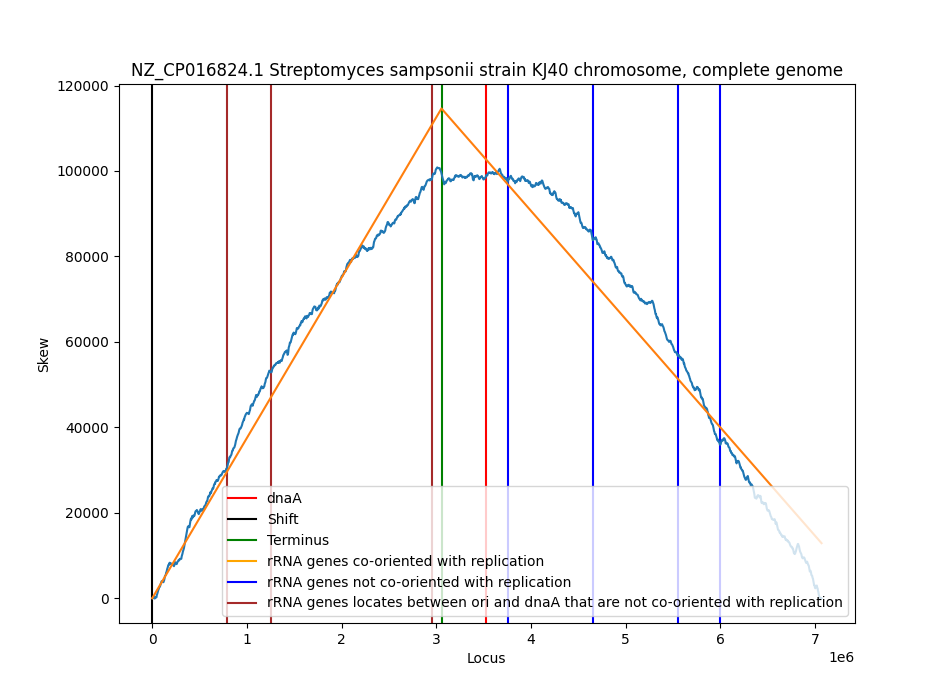 NZ_CP016824.1 Streptomyces sampsonii strain KJ40 chromosome, complete genome
120000
100000
80000
60000
40000
20000
0
Skew
dnaA
Shift
Terminus
rRNA genes co-oriented with replication
rRNA genes not co-oriented with replication
rRNA genes locates between ori and dnaA that are not co-oriented with replication
0 1 2 3 4 5 6 7
Locus
1e6